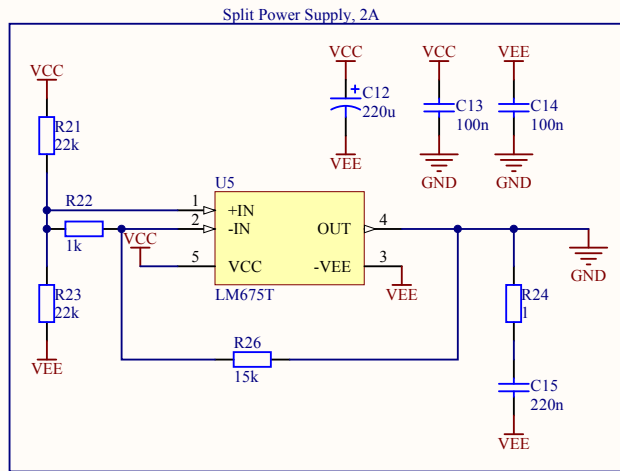 Split Power Supply, 2A
VCC
VCC
VCC
VEE
C12
220u
C13
100n
C14
100n
VEE
GND
GND
R21
22k
U5
R22
1k
VCC
1
+IN
2
-IN
OUT
4
5
VCC
-VEE
3
LM675T
VEE
GND
R23
22k
VEE
R24
1
R26
15k
C15
220n
VEE